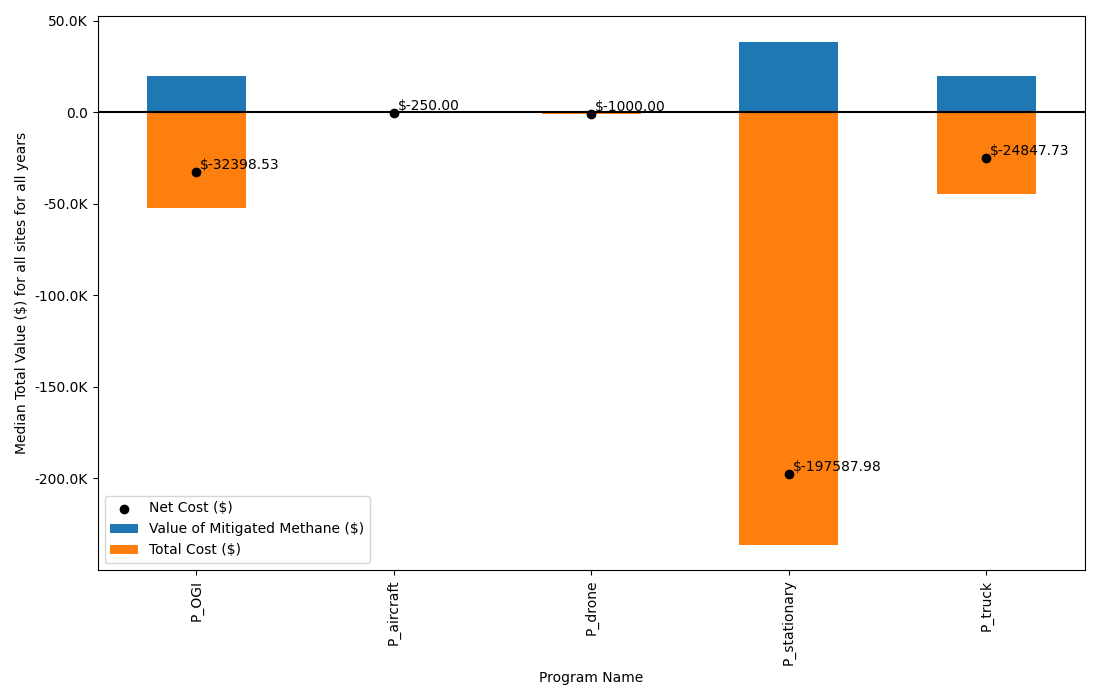 50.0K
0.0
-50.0K
-100.0K
-150.0K
-200.0K
Median Total Value ($) for all sites for all years
$-32398.53
$-250.00
$-1000.00
$-197587.98
$-24847.73
Net Cost ($)
Value of Mitigated Methane ($)
Total Cost ($)
P_OGI
P_aircraft
P_drone
P_stationary
P_truck
Program Name